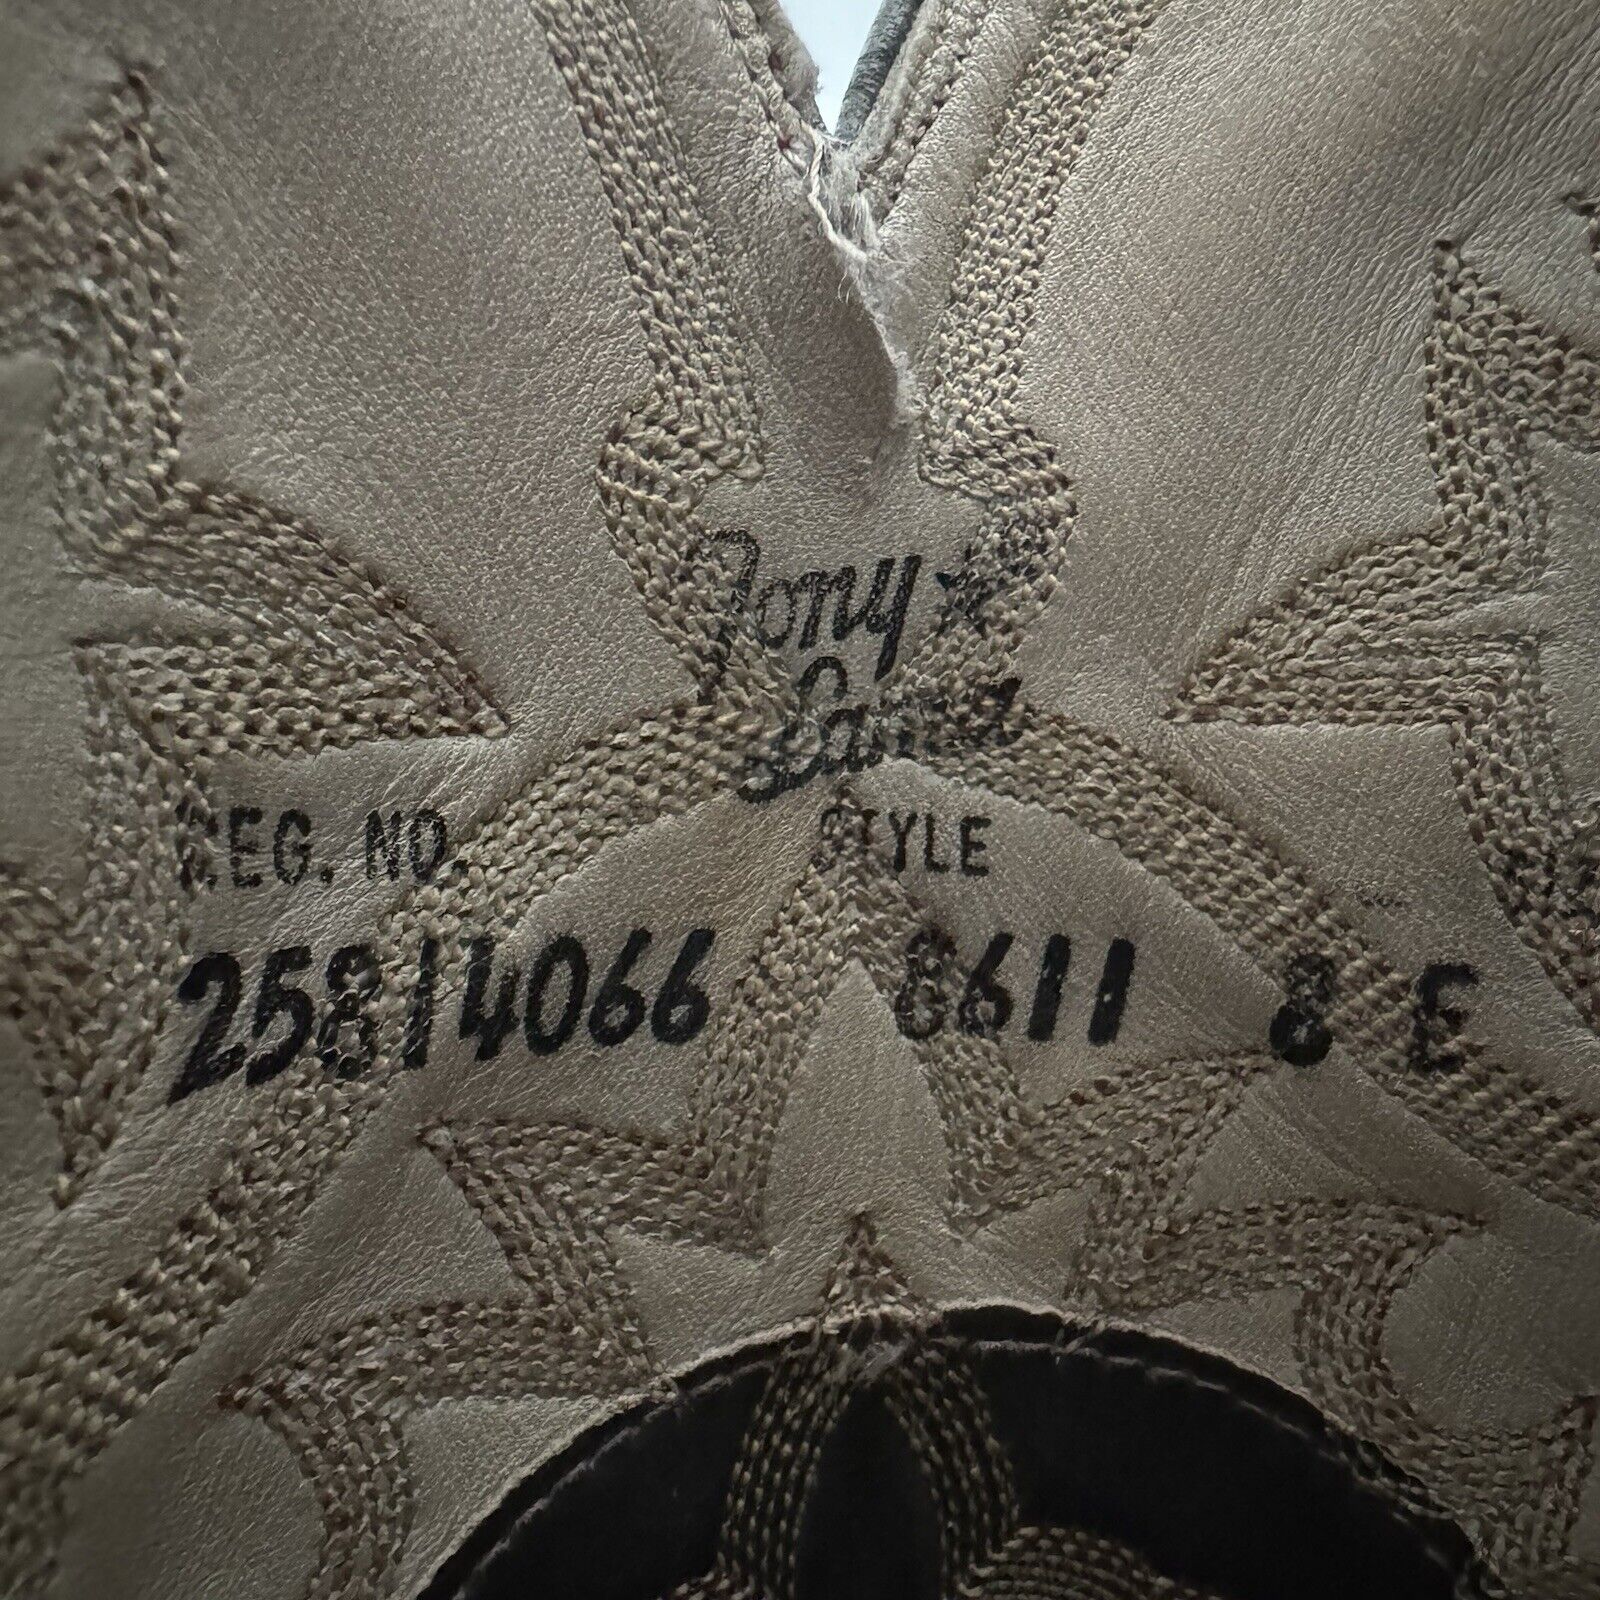 Tony
Lama
REG. NO. STYLE
25814066 8611 8 E